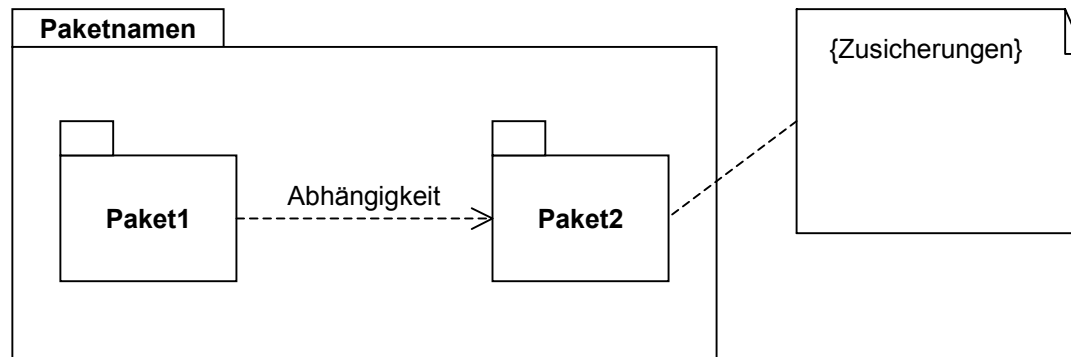 Paketnamen
{Zusicherungen}
Abhängigkeit
Paket1
Paket2